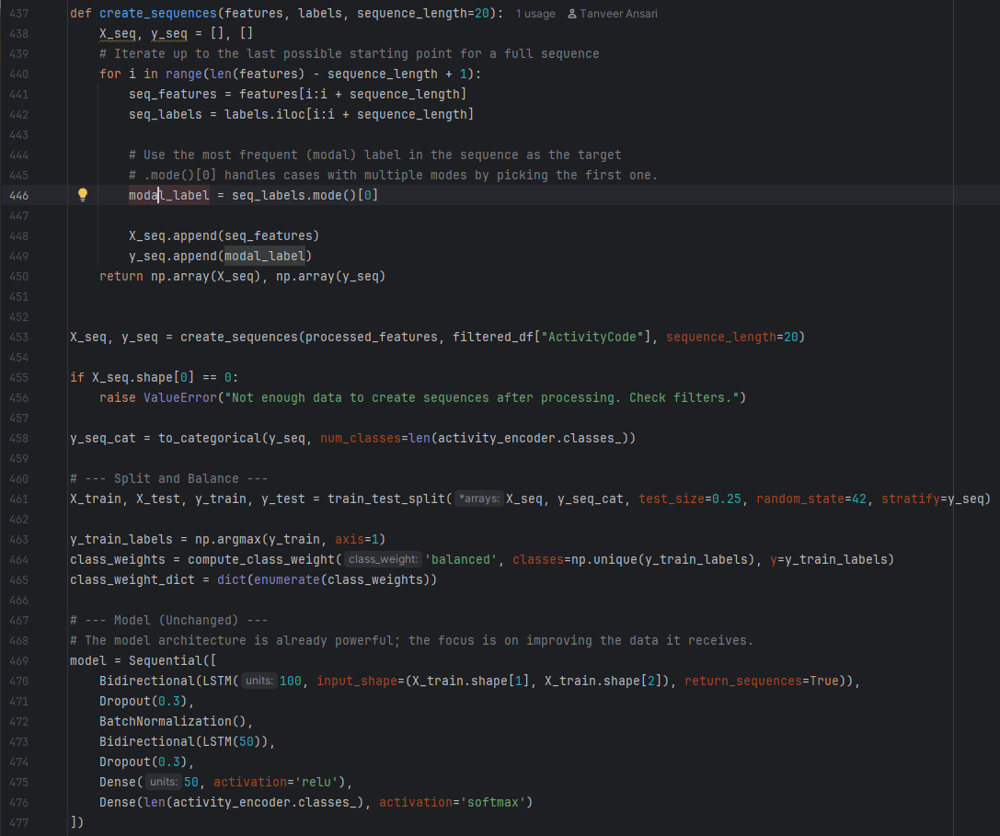 437 def create_sequences(features, labels, sequence_length=20): 1 usage Tanveer Ansari
438 X_seq, y_seq = [], []
439 # Iterate up to the last possible starting point for a full sequence
440 for i in range(len(features) - sequence_length + 1):
441 seq_features = features[i:i + sequence_length]
442 seq_labels = labels.iloc[i:i + sequence_length]
443
444 # Use the most frequent (modal) label in the sequence as the target
445 # .mode()[0] handles cases with multiple modes by picking the first one.
446 modal_label = seq_labels.mode()[0]
447
448 X_seq.append(seq_features)
449 y_seq.append(modal_label)
450 return np.array(X_seq), np.array(y_seq)
451
452
453 X_seq, y_seq = create_sequences(processed_features, filtered_df["ActivityCode"], sequence_length=20)
454
455 if X_seq.shape[0] == 0:
456 raise ValueError("Not enough data to create sequences after processing. Check filters.")
457
458 y_seq_cat = to_categorical(y_seq, num_classes=len(activity_encoder.classes_))
459
460 # --- Split and Balance ---
461 X_train, X_test, y_train, y_test = train_test_split( *arrays: X_seq, y_seq_cat, test_size=0.25, random_state=42, stratify=y_seq)
462
463 y_train_labels = np.argmax(y_train, axis=1)
464 class_weights = compute_class_weight( class_weight: 'balanced', classes=np.unique(y_train_labels), y=y_train_labels)
465 class_weight_dict = dict(enumerate(class_weights))
466
467 # --- Model (Unchanged) ---
468 # The model architecture is already powerful; the focus is on improving the data it receives.
469 model = Sequential([
470 Bidirectional(LSTM( units: 100, input_shape=(X_train.shape[1], X_train.shape[2]), return_sequences=True)),
471 Dropout(0.3),
472 BatchNormalization(),
473 Bidirectional(LSTM(50)),
474 Dropout(0.3),
475 Dense( units: 50, activation='relu'),
476 Dense(len(activity_encoder.classes_), activation='softmax')
477 ])